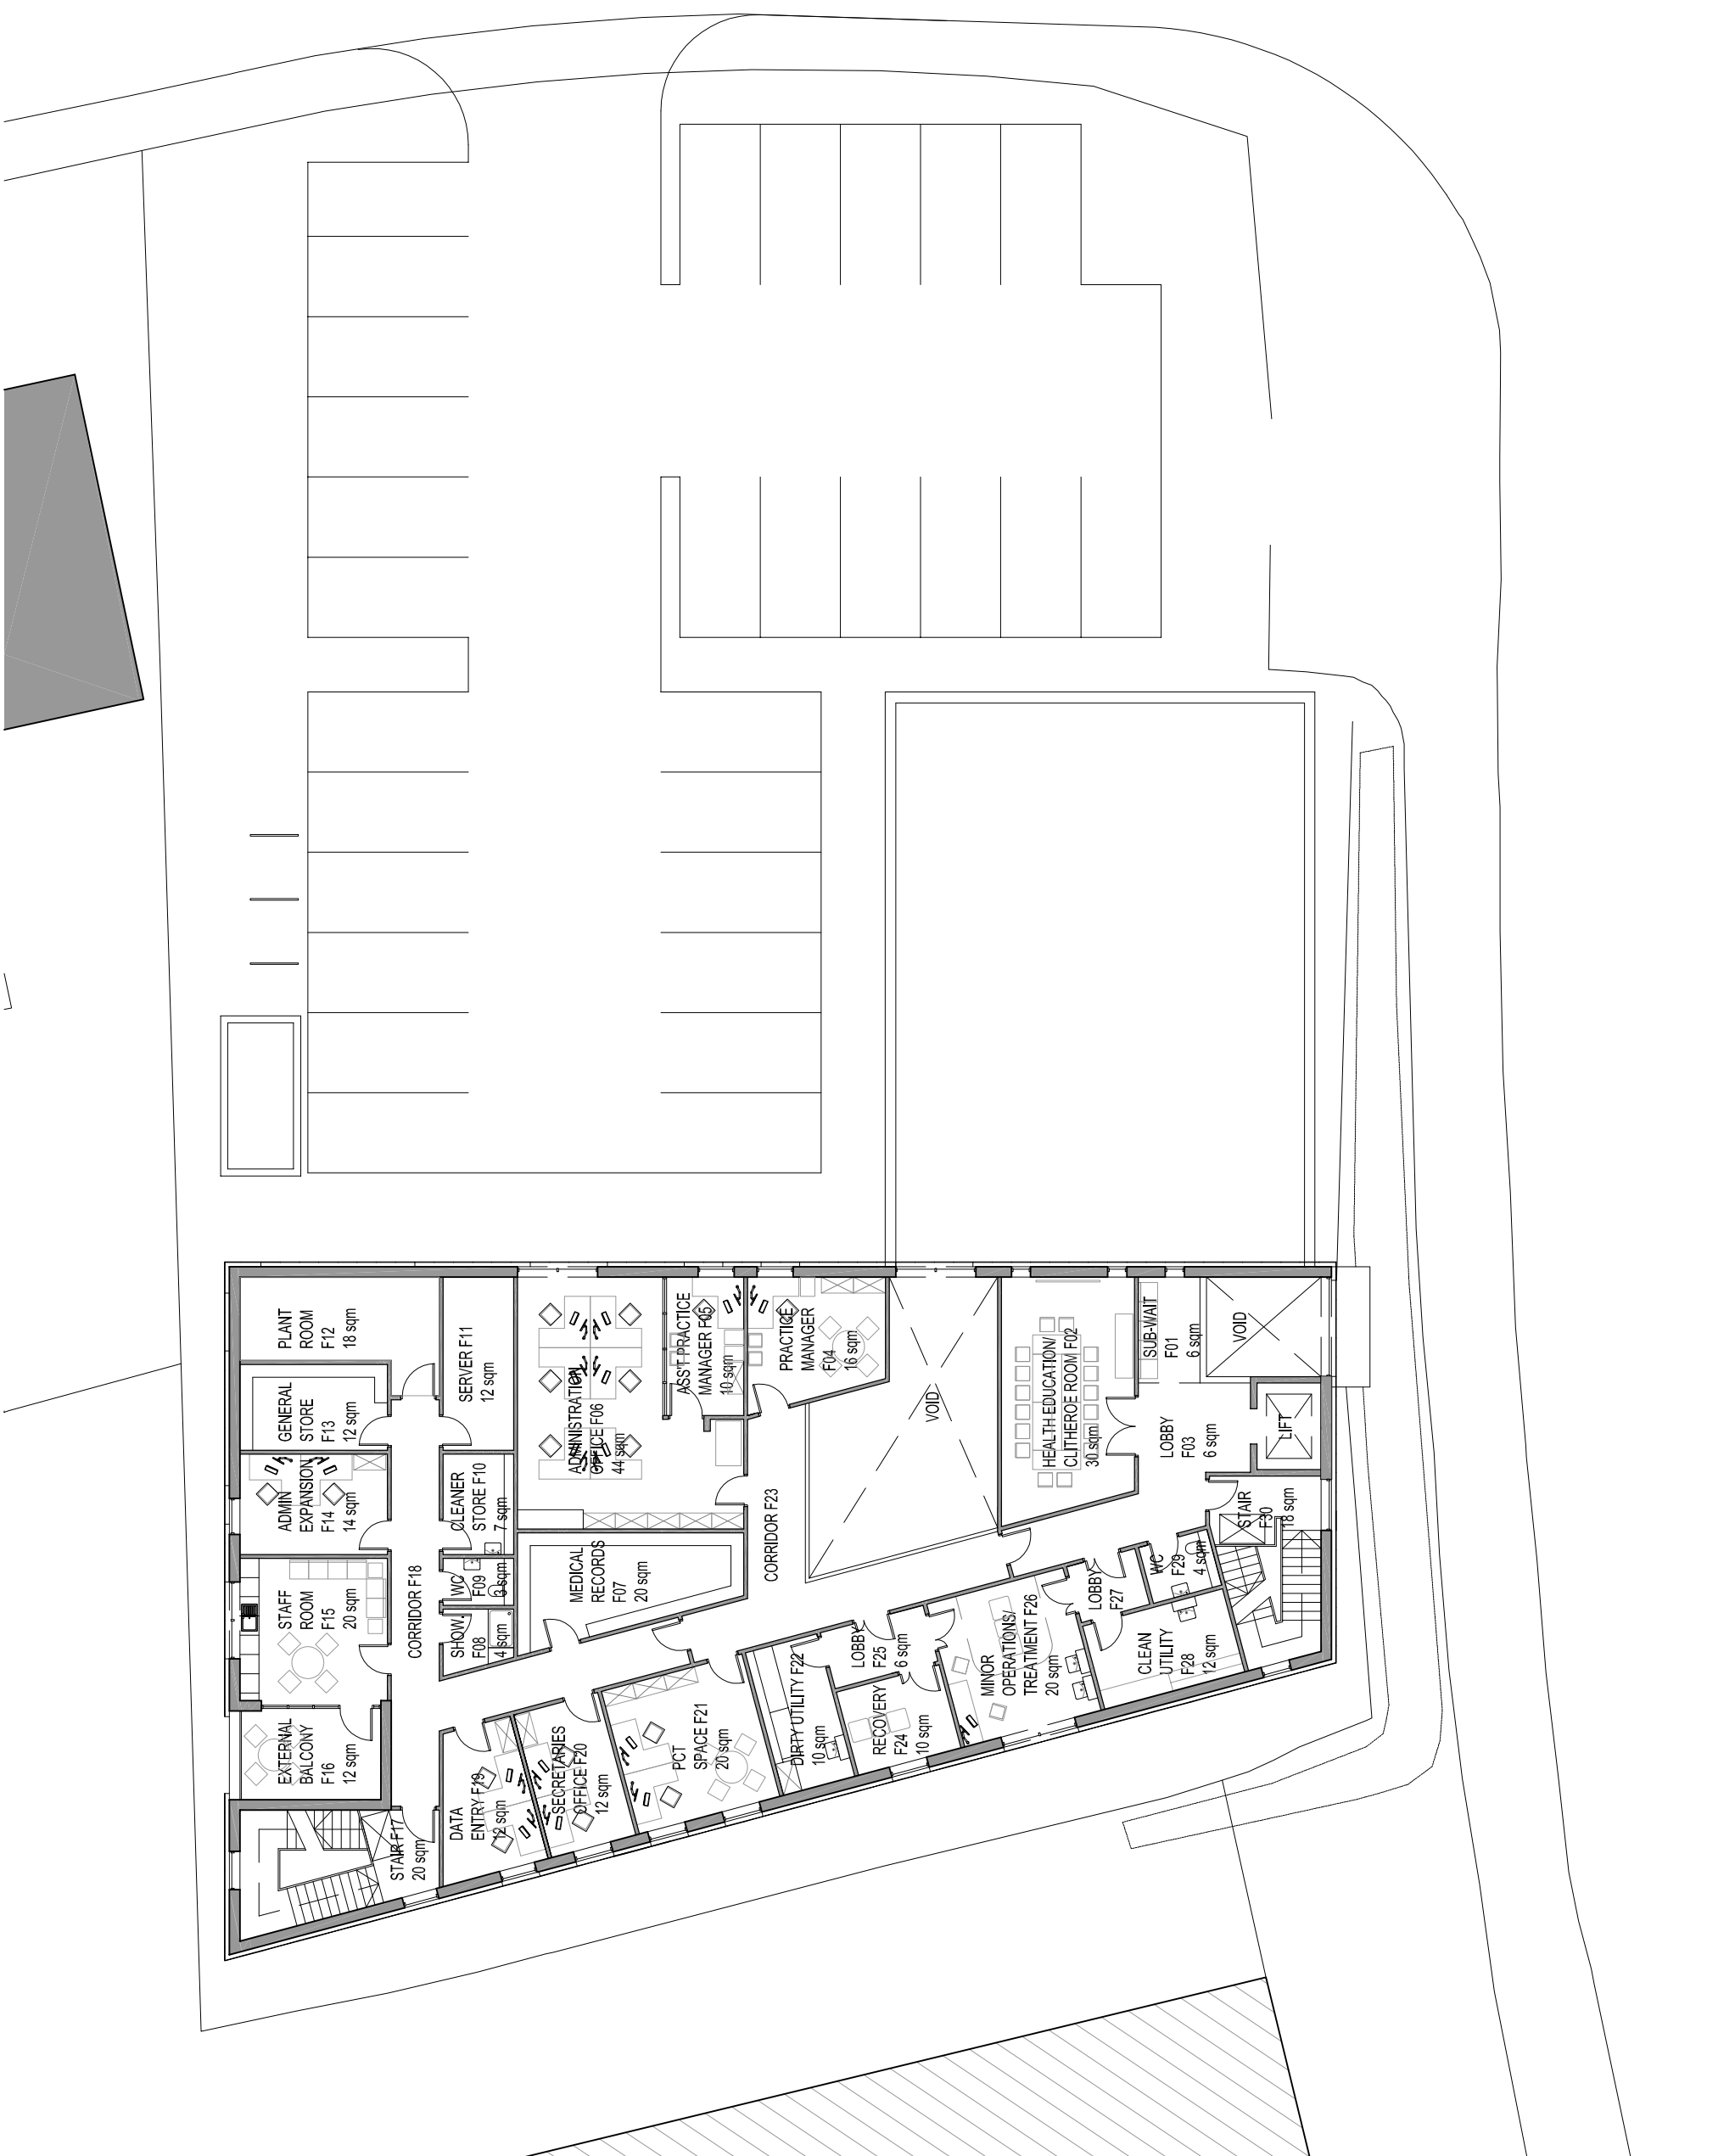 PLANT
ROOM
F12
18 sqm
SERVER F11
12 sqm
GENERAL
STORE
F13
12 sqm
ADMIN
EXPANSION
F14
14 sqm
CLEANER
STORE F10
7 sqm
STAFF
ROOM
F15
20 sqm
WC
F09
3 sqm
SHOW.
F08
4 sqm
CORRIDOR F18
EXTERNAL
BALCONY
F16
12 sqm
STAIR F17
20 sqm
ADMINISTRATION
OFFICE F06
44 sqm
ASS'T PRACTICE
MANAGER F05
10 sqm
PRACTICE
MANAGER
F04
16 sqm
MEDICAL
RECORDS
F07
20 sqm
CORRIDOR F23
VOID
HEALTH EDUCATION/
CLITHEROE ROOM F02
30 sqm
SUB-WAIT
F01
6 sqm
VOID
LOBBY
F03
6 sqm
LIFT
STAIR
F30
18 sqm
WC
F29
4 sqm
LOBBY
F27
CLEAN
UTILITY
F28
12 sqm
MINOR
OPERATIONS/
TREATMENT F26
20 sqm
LOBBY
F25
6 sqm
RECOVERY
F24
10 sqm
DIRTY UTILITY F22
10 sqm
PCT
SPACE F21
20 sqm
SECRETARIES
OFFICE F20
12 sqm
DATA
ENTRY F19
12 sqm